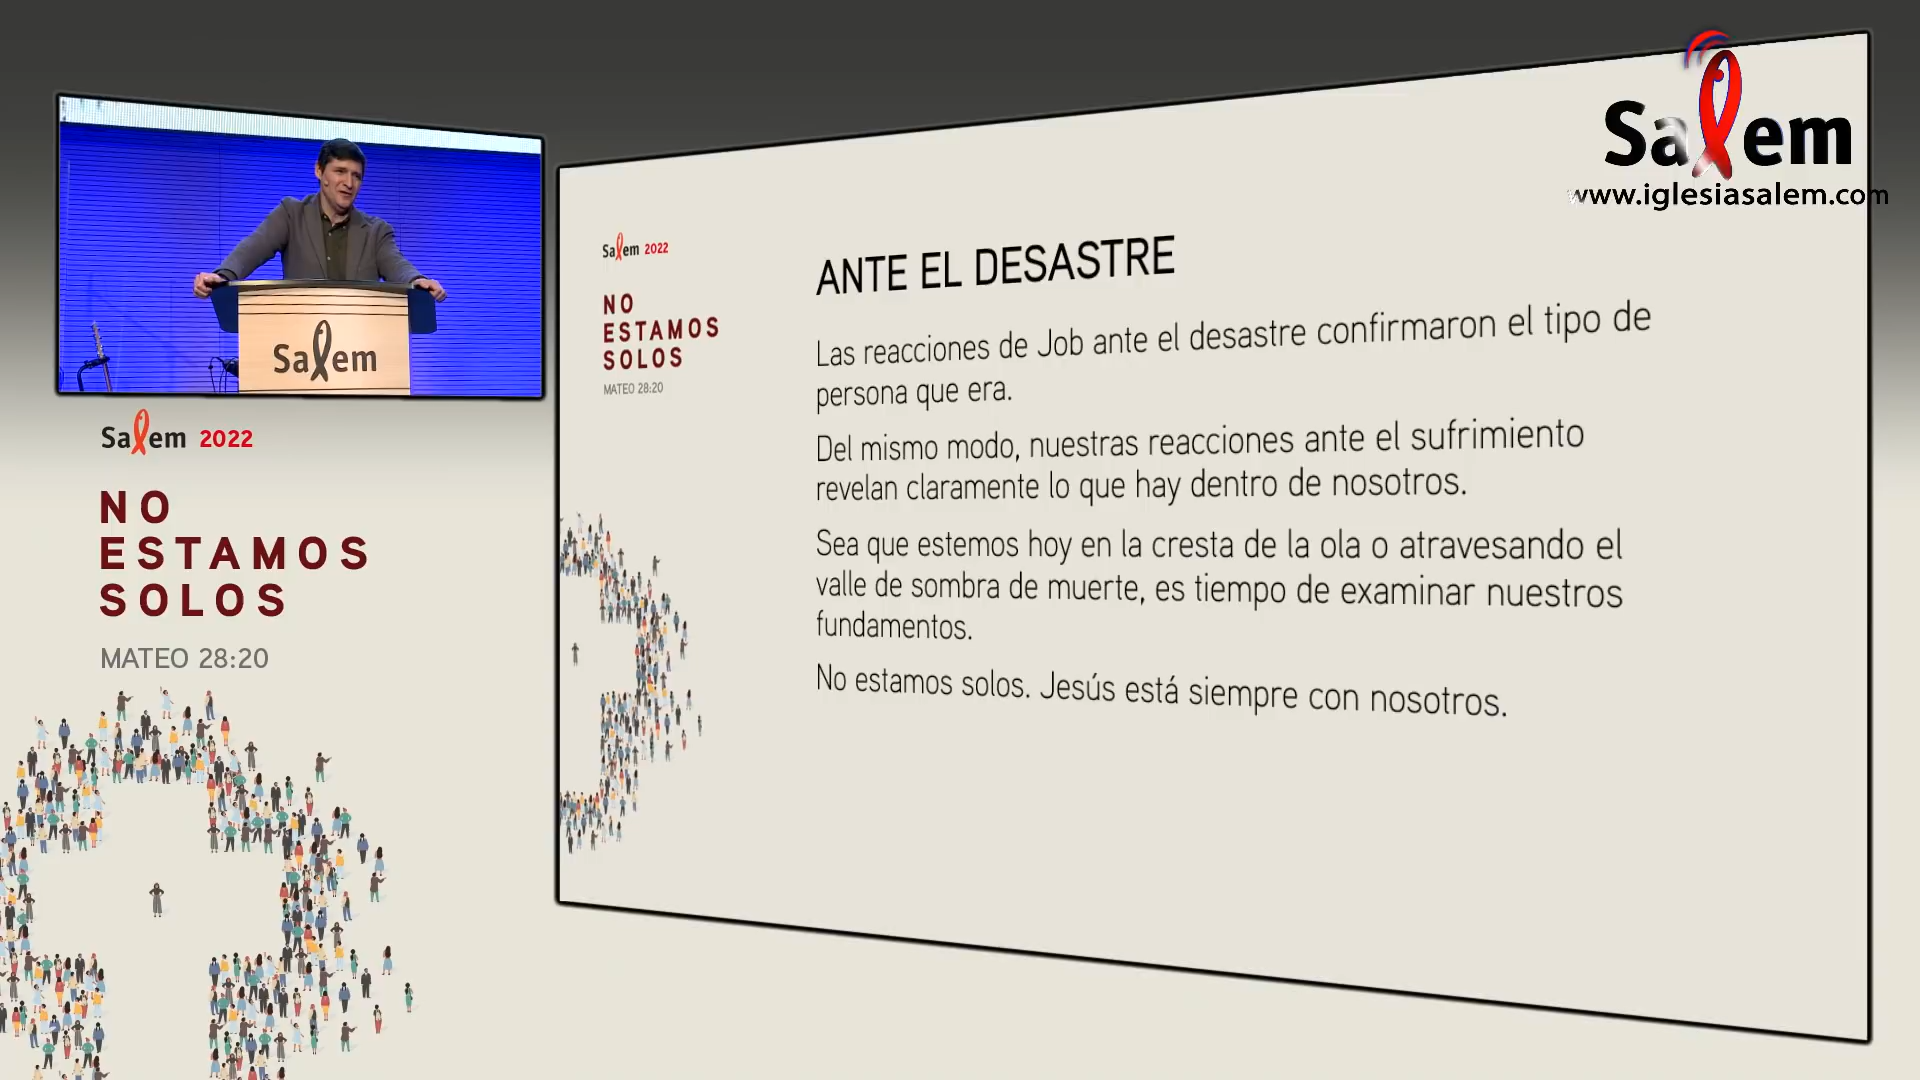 Salem
Salem 2022
NO
ESTAMOS
SOLOS
MATEO 28:20
Salem 2022
NO
ESTAMOS
SOLOS
MATEO 28:20
ANTE EL DESASTRE
Las reacciones de Job ante el desastre confirmaron el tipo de
persona que era.
Del mismo modo, nuestras reacciones ante el sufrimiento
revelan claramente lo que hay dentro de nosotros.
Sea que estemos hoy en la cresta de la ola o atravesando el
valle de sombra de muerte, es tiempo de examinar nuestros
fundamentos.
No estamos solos. Jesús está siempre con nosotros.
Salem
www.iglesiasalem.com